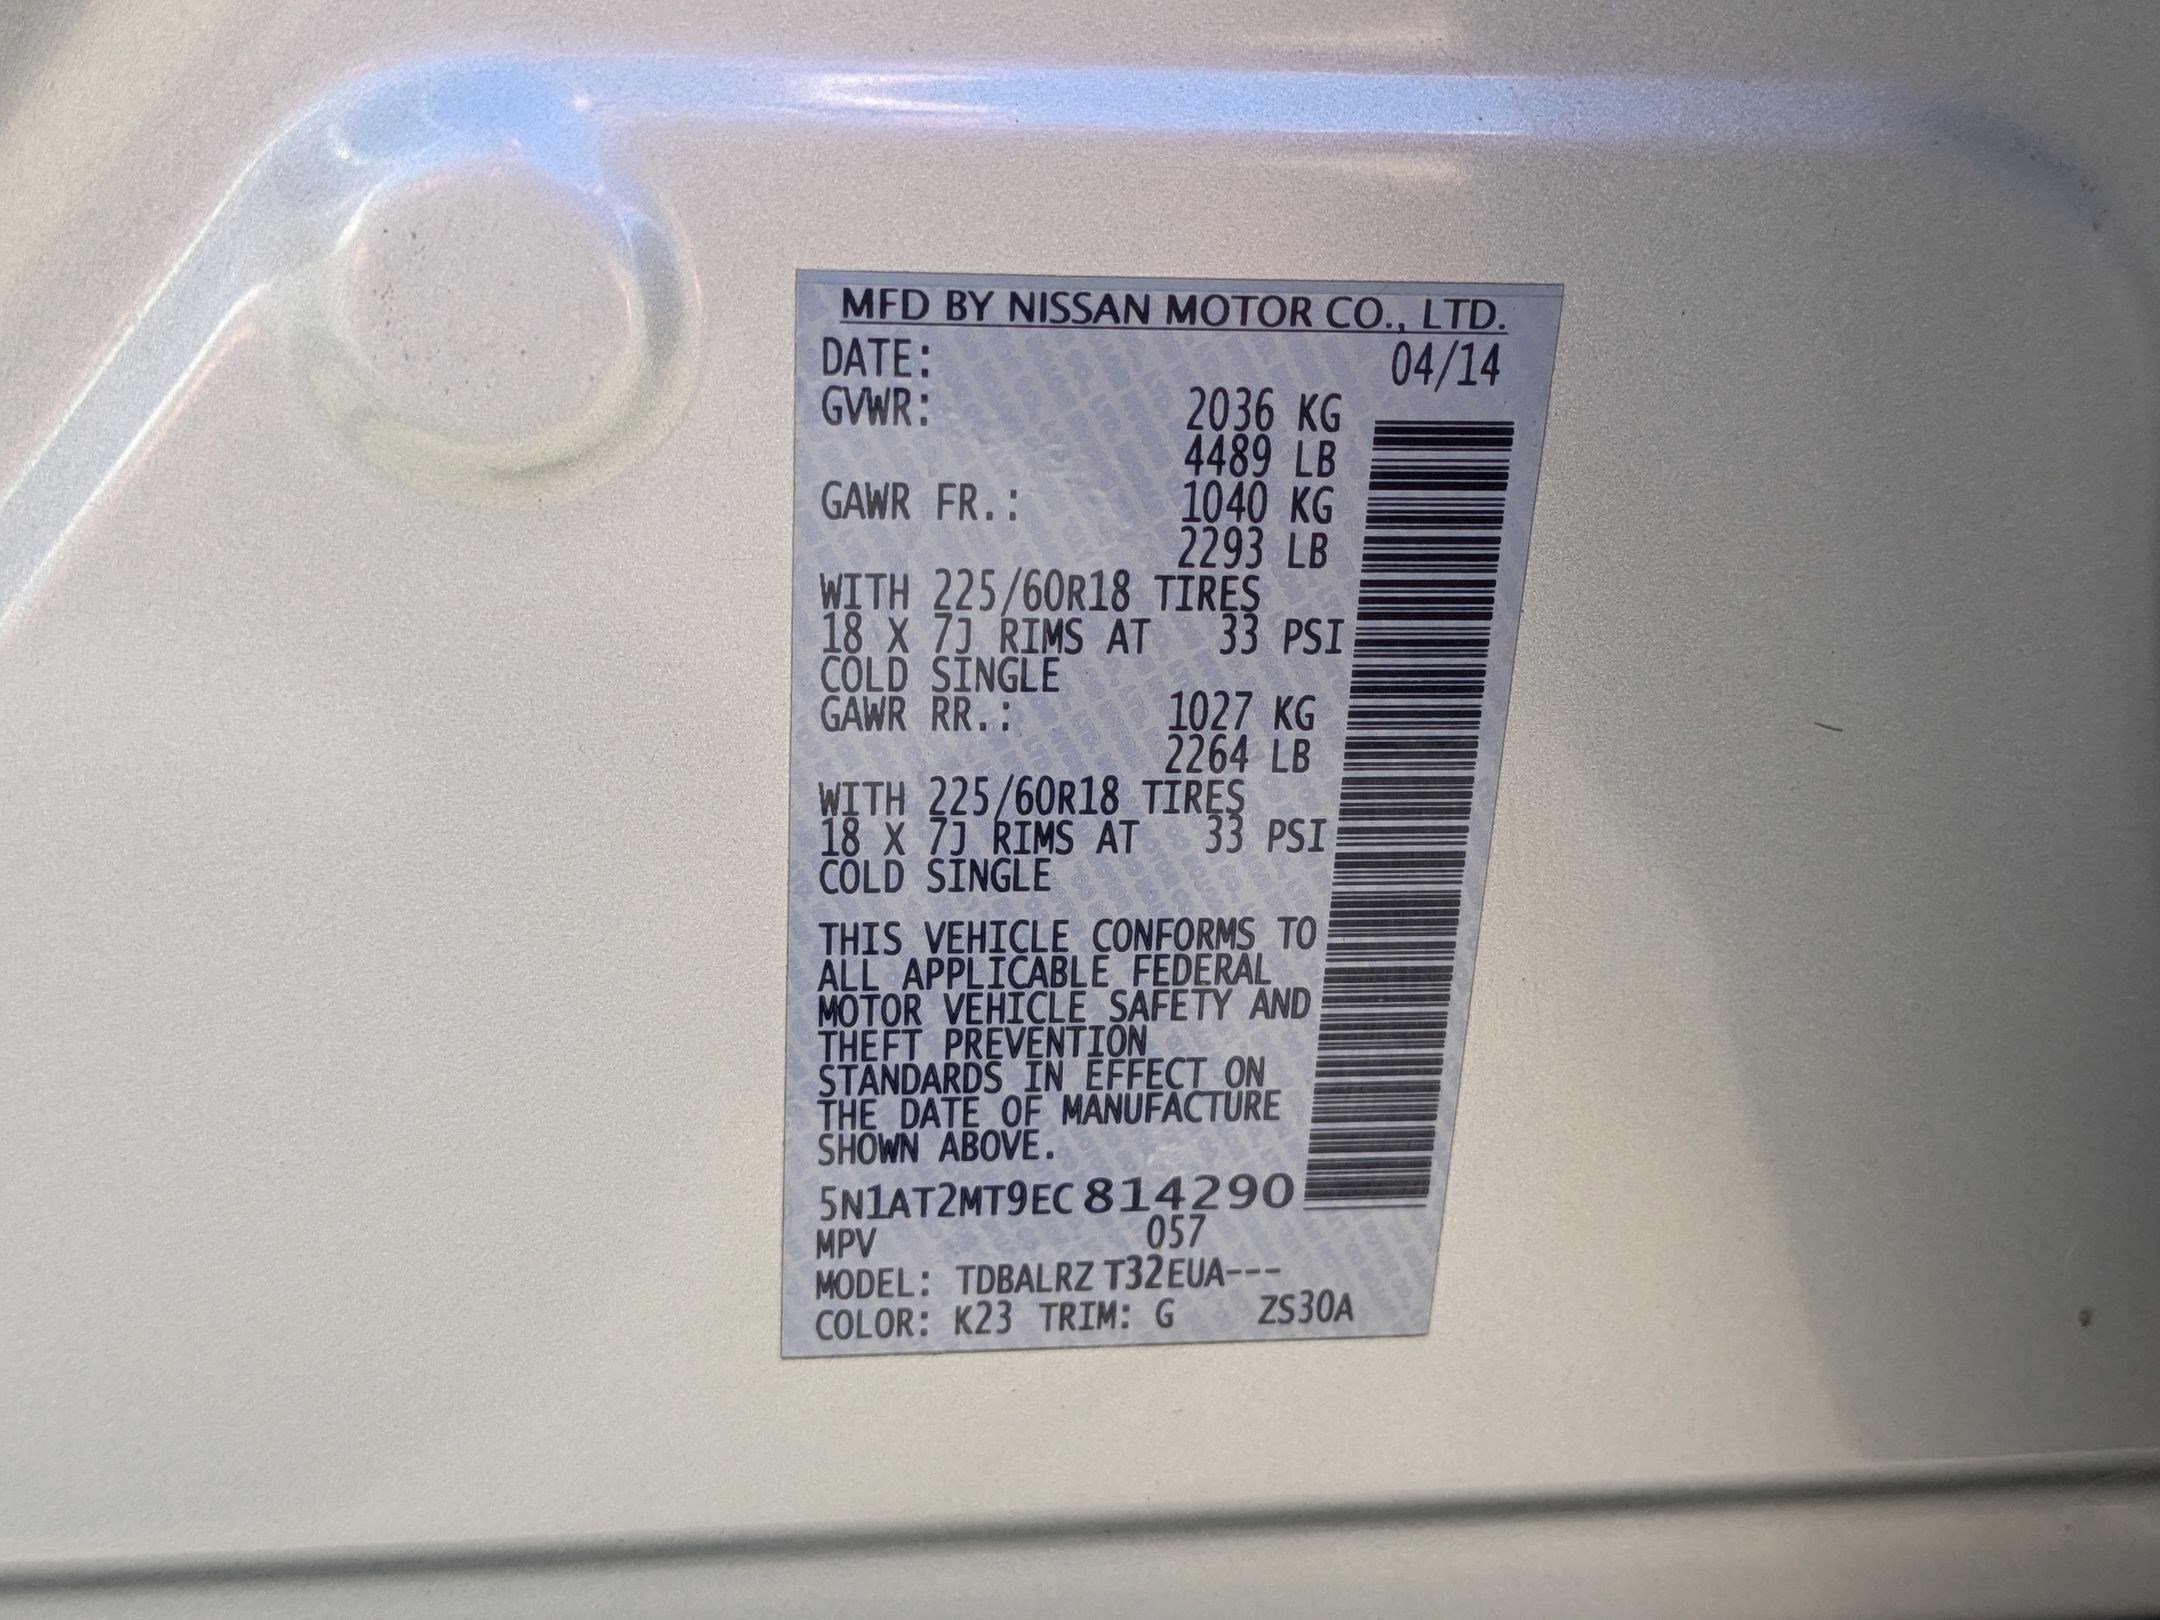 MFD BY NISSAN MOTOR CO., LTD.
DATE: 04/14
GVWR: 2036 KG
4489 LB
GAWR FR.: 1040 KG
2293 LB
WITH 225/60R18 TIRES
18 X 7J RIMS AT 33 PSI
COLD SINGLE
GAWR RR.: 1027 KG
2264 LB
WITH 225/60R18 TIRES
18 X 7J RIMS AT 33 PSI
COLD SINGLE
THIS VEHICLE CONFORMS TO
ALL APPLICABLE FEDERAL
MOTOR VEHICLE SAFETY AND
THEFT PREVENTION
STANDARDS IN EFFECT ON
THE DATE OF MANUFACTURE
SHOWN ABOVE.
5N1AT2MT9EC814290
MPV 057
MODEL: TDBALRZ T32EUA---
COLOR: K23 TRIM: G ZS30A